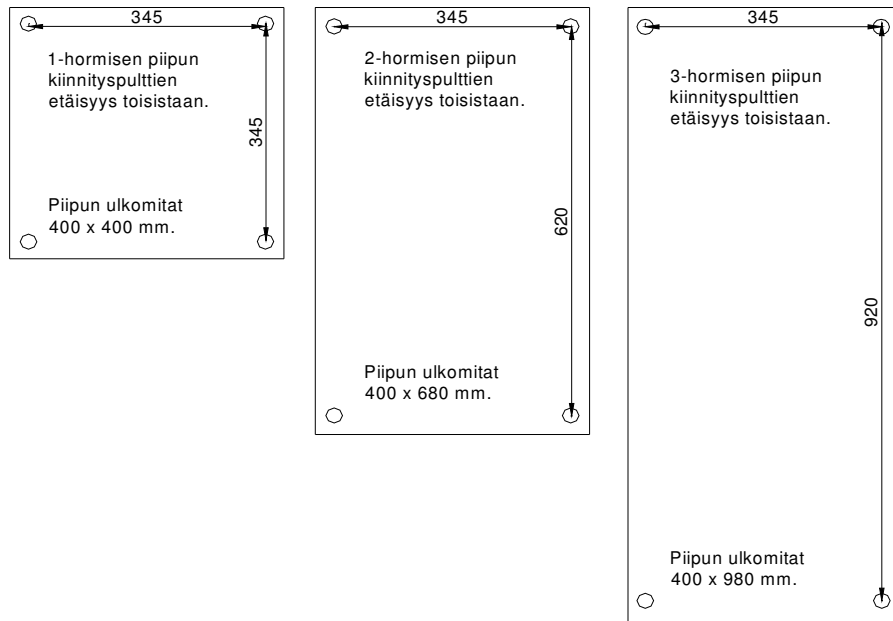 345
1-hormisen piipun
kiinnityspulttien
etäisyys toisistaan.
345
Piipun ulkomitat
400 x 400 mm.
345
2-hormisen piipun
kiinnityspulttien
etäisyys toisistaan.
620
Piipun ulkomitat
400 x 680 mm.
345
3-hormisen piipun
kiinnityspulttien
etäisyys toisistaan.
920
Piipun ulkomitat
400 x 980 mm.